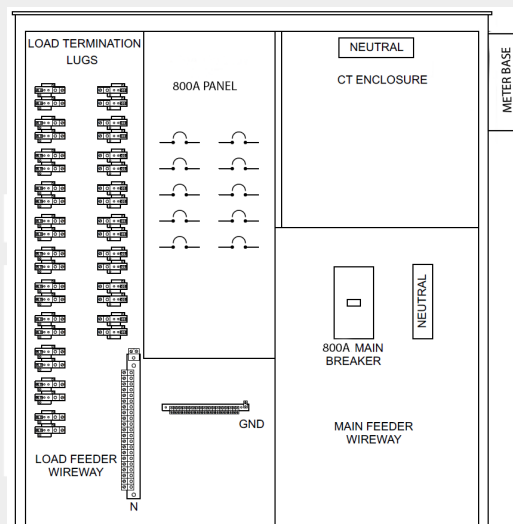 LOAD TERMINATION
LUGS
800A PANEL
NEUTRAL
CT ENCLOSURE
METER BASE
NEUTRAL
800A MAIN
BREAKER
GND
MAIN FEEDER
WIREWAY
LOAD FEEDER
WIREWAY
N